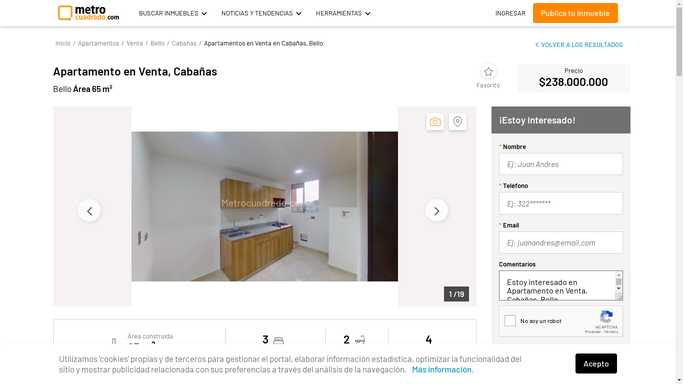 metro
cuadrado.com
BUSCAR INMUEBLES
NOTICIAS Y TENDENCIAS
HERRAMIENTAS
INGRESAR
Publica tu Inmueble
Inicio / Apartamentos / Venta / Bello / Cabañas / Apartamentos en Venta en Cabañas, Bello
VOLVER A LOS RESULTADOS
Apartamento en Venta, Cabañas
Bello Área 65 m²
Favorito
Precio
$238.000.000
Metrocuadrado.com
1 /19
¡Estoy Interesado!
* Nombre
Ej: Juan Andres
* Teléfono
Ej: 322*******
* Email
Ej: juanandres@email.com
Comentarios
Estoy interesado en
Apartamento en Venta,
Cabañas, Bello
No soy un robot
reCAPTCHA
Área construida
3
2
4
Utilizamos 'cookies' propias y de terceros para gestionar el portal, elaborar información estadística, optimizar la funcionalidad del
sitio y mostrar publicidad relacionada con sus preferencias a través del análisis de la navegación. Más información.
Acepto